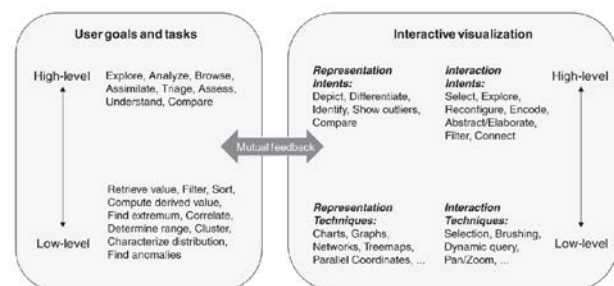 User goals and tasks
High-level
Explore, Analyze, Browse,
Assimilate, Triage, Assess,
Understand, Compare
Retrieve value, Filter, Sort,
Compute derived value,
Find extremum, Correlate,
Determine range, Cluster,
Characterize distribution,
Find anomalies
Low-level
Mutual feedback
Interactive visualization
Representation
Intents:
Depict, Differentiate,
Identify, Show outliers,
Compare
Interaction
Intents:
Select, Explore,
Reconfigure, Encode,
Abstract/Elaborate,
Filter, Connect
High-level
Representation
Techniques:
Charts, Graphs,
Networks, Treemaps,
Parallel Coordinates, ...
Interaction
Techniques:
Selection, Brushing,
Dynamic query,
Pan/Zoom, ...
Low-level